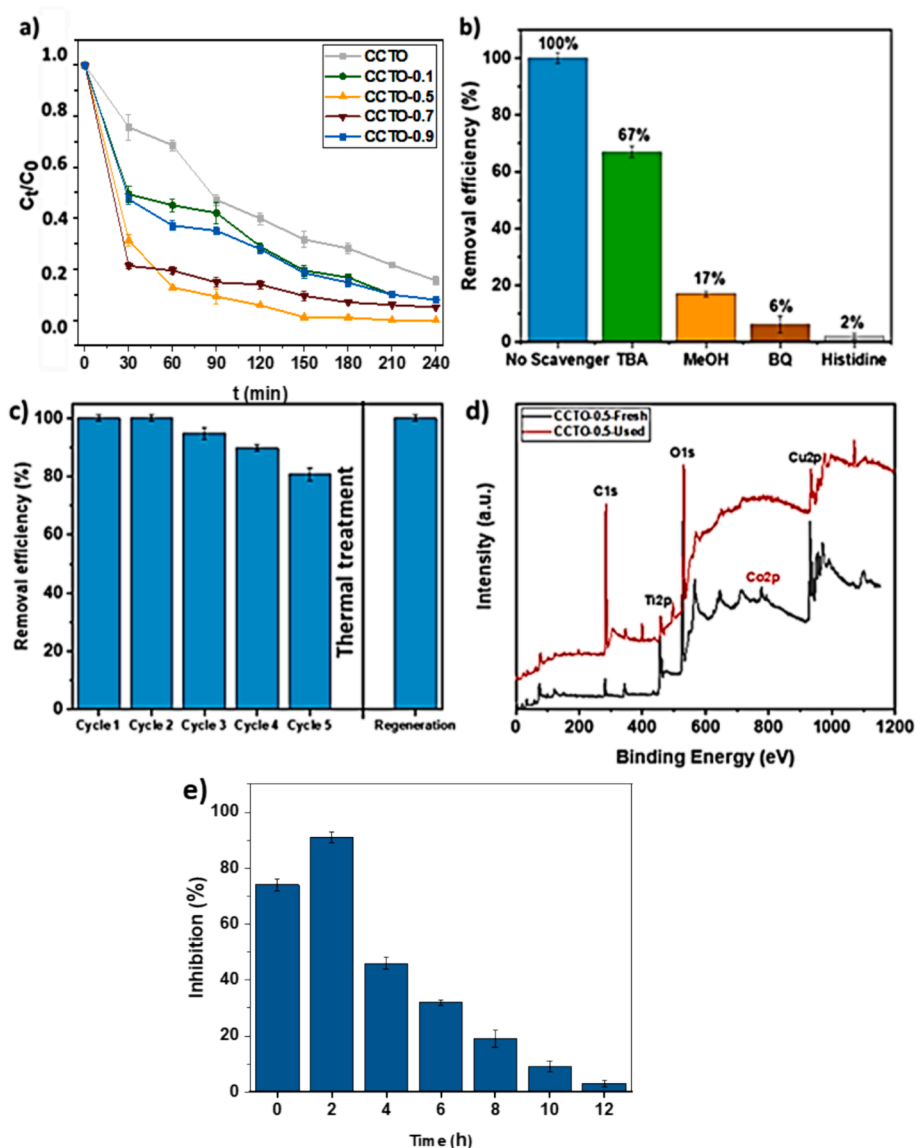 a)
1.0
0.8
0.6
0.4
0.2
0.0
Ct/C0
0 30 60 90 120 150 180 210 240
t (min)
CCTO
CCTO-0.1
CCTO-0.5
CCTO-0.7
CCTO-0.9
b)
Removal efficiency (%)
100
80
60
40
20
0
100%
67%
17%
6%
2%
No Scavenger TBA MeOH BQ Histidine
c)
Removal efficiency (%)
100
80
60
40
20
0
Thermal treatment
Cycle 1 Cycle 2 Cycle 3 Cycle 4 Cycle 5 Regeneration
d)
CCTO-0.5-Fresh
CCTO-0.5-Used
Intensity (a.u.)
C1s
O1s
Ti2p
Co2p
Cu2p
0 200 400 600 800 1000 1200
Binding Energy (eV)
e)
Inhibition (%)
100
80
60
40
20
0
0 2 4 6 8 10 12
Time (h)